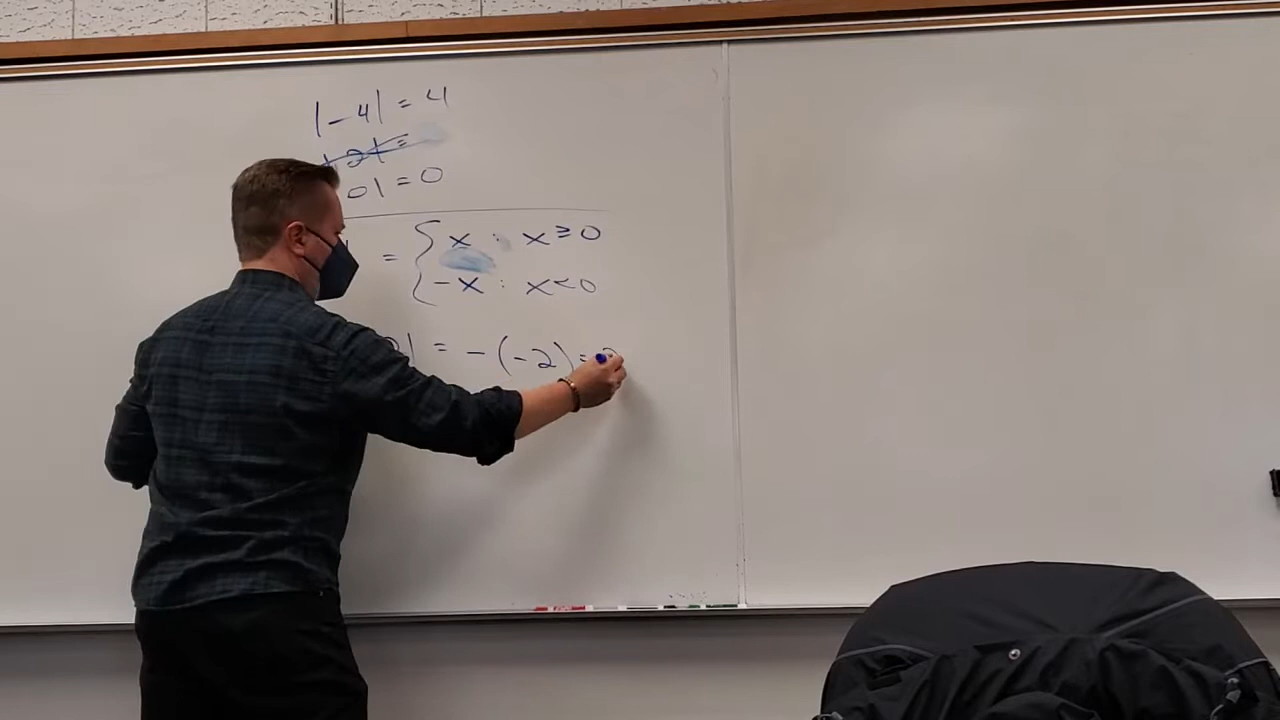 |-4| = 4
0| = 0
= { x : x ≥ 0
-x : x < 0
| = -(-2) =